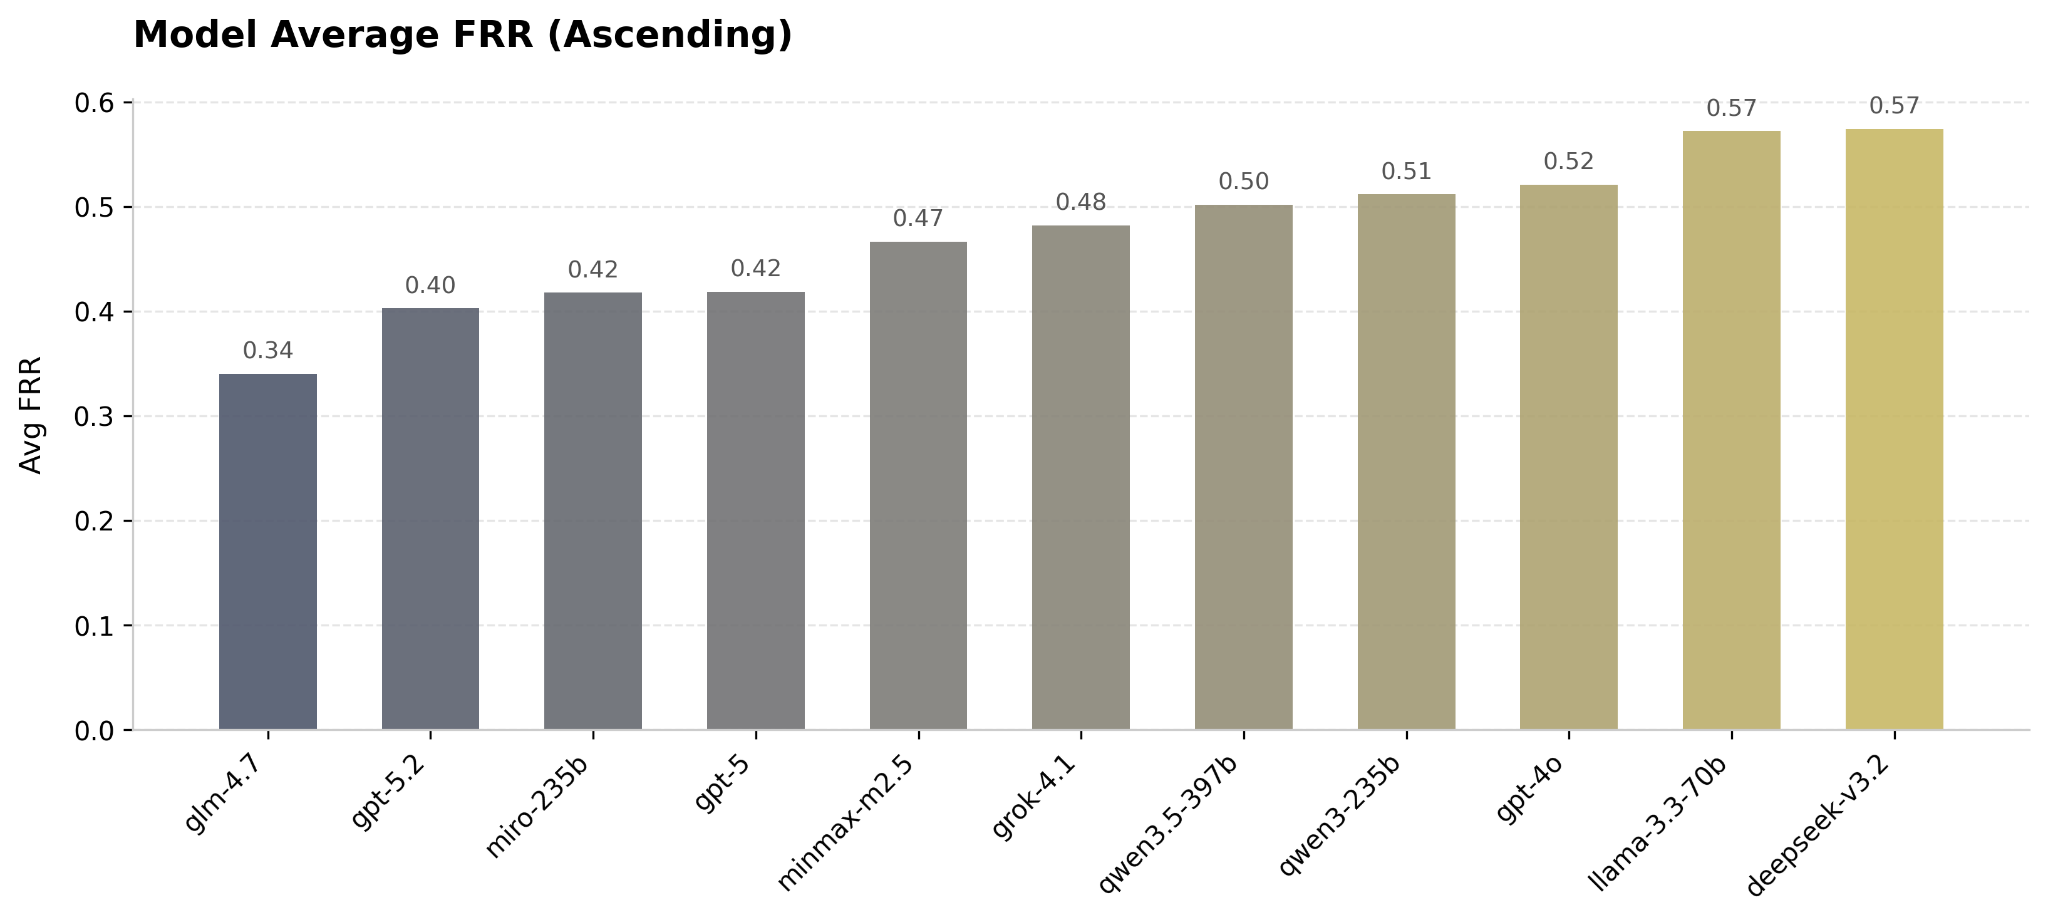 Model Average FRR (Ascending)
Avg FRR
0.6
0.5
0.4
0.3
0.2
0.1
0.0
0.34
0.40
0.42
0.42
0.47
0.48
0.50
0.51
0.52
0.57
0.57
glm-4.7
gpt-5.2
miro-235b
gpt-5
minmax-m2.5
grok-4.1
qwen3.5-397b
qwen3-235b
gpt-4o
llama-3.3-70b
deepseek-v3.2